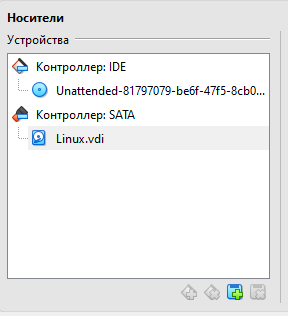 Носители
Устройства
Контроллер: IDE
Unattended-81797079-be6f-47f5-8cb0...
Контроллер: SATA
Linux.vdi